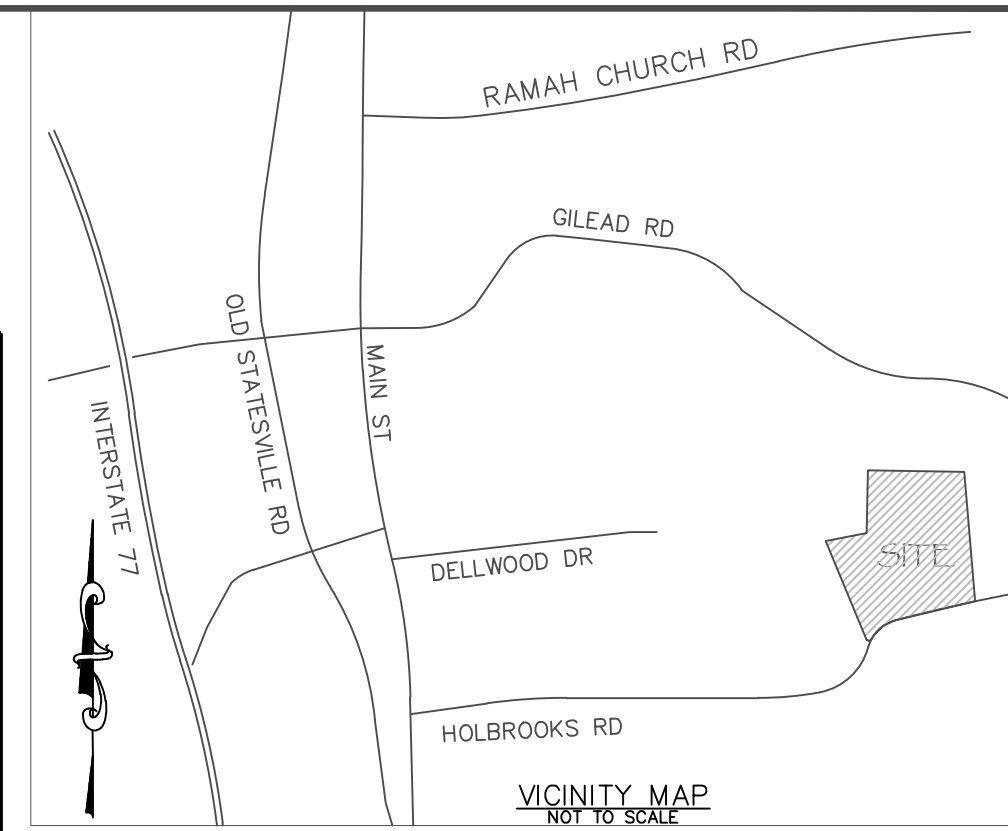 RAMAH CHURCH RD
GILEAD RD
OLD STATESVILLE RD
MAIN ST
INTERSTATE 77
SITE
DELLWOOD DR
HOLBROOKS RD
VICINITY MAP
NOT TO SCALE